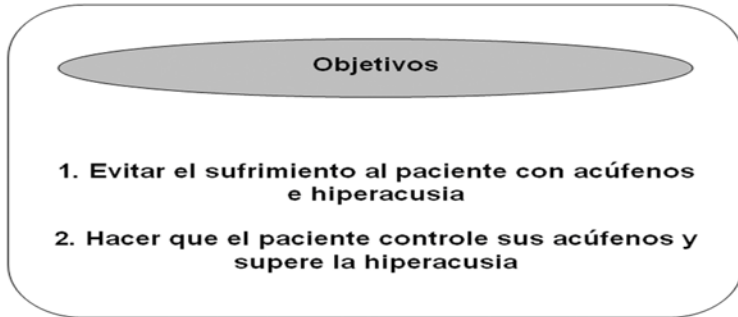 Objetivos
1. Evitar el sufrimiento al paciente con acúfenos
e hiperacusia
2. Hacer que el paciente controle sus acúfenos y
supere la hiperacusia